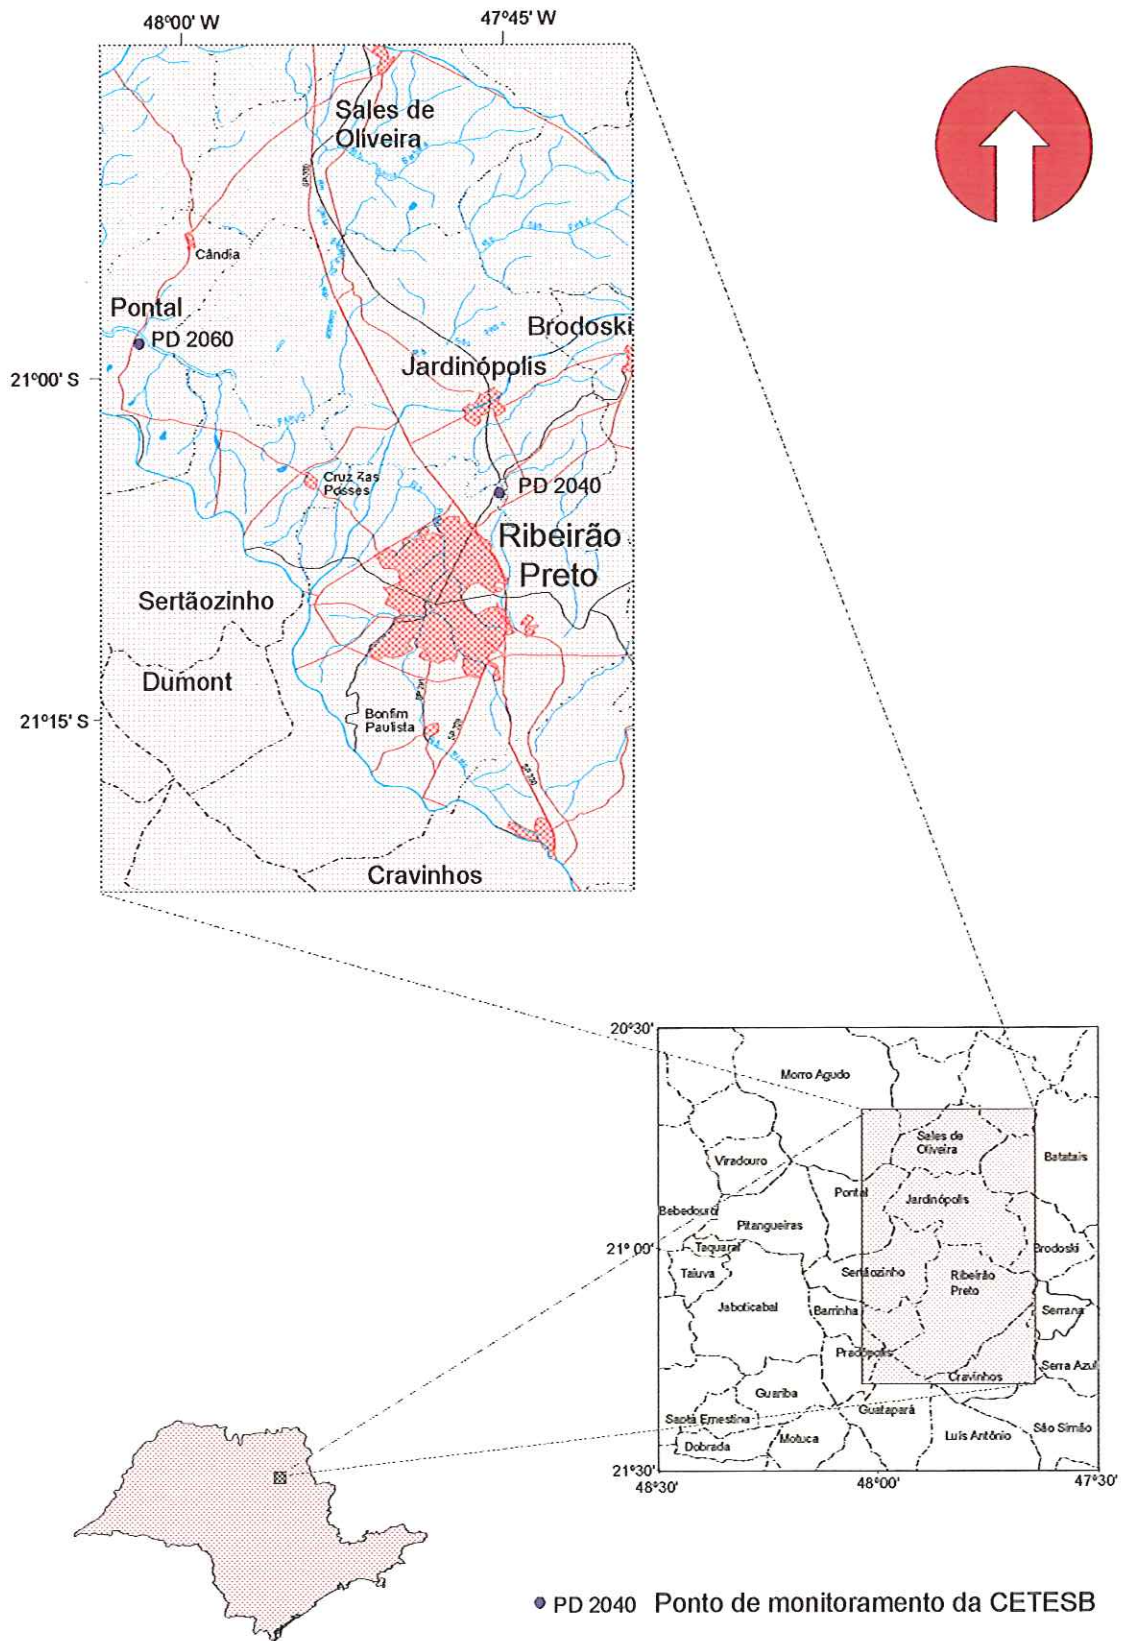 48°00' W
47°45' W
Sales de
Oliveira
SP-330
Cândia
Pontal
PD 2060
Brodoski
Jardinópolis
21°00' S
Cruz das
Posses
PD 2040
Ribeirão
Preto
Sertãozinho
Dumont
Bonfim
Paulista
21°15' S
SP 330
Cravinhos
20°30'
Morro Agudo
Sales de
Oliveira
Batatais
Viradouro
Pontal
Jardinópolis
Bebedouro
Pitangueiras
21°00'
Taquaral
Brodoski
Taiuva
Sertãozinho
Ribeirão
Preto
Jaboticabal
Barrinha
Serrana
Pradópolis
Serra Azul
Cravinhos
Guariba
Guatapará
Santa Ernestina
São Simão
Dobrada
Motuca
Luís Antônio
21°30'
48°30'
48°00'
47°30'
PD 2040 Ponto de monitoramento da CETESB